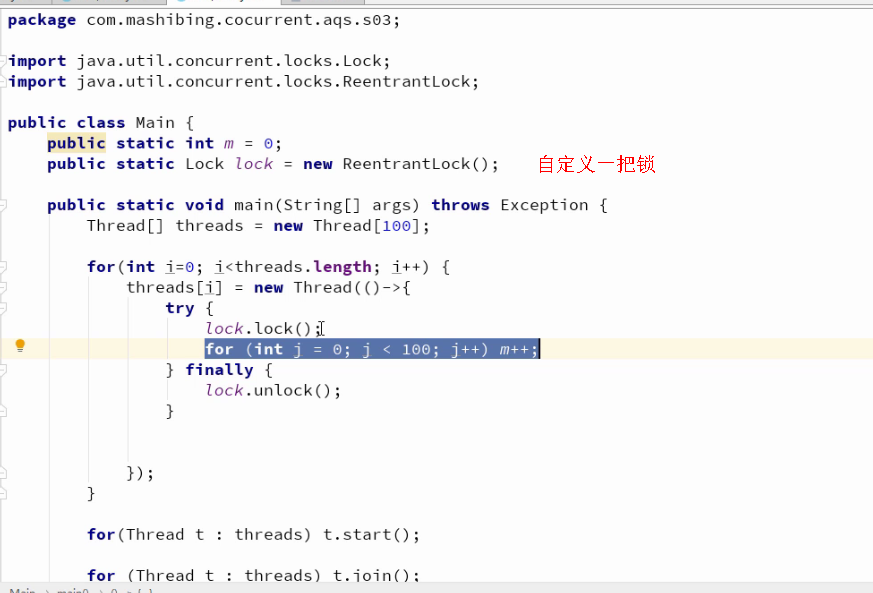 package com.mashibing.cocurrent.aqs.s03;
import java.util.concurrent.locks.Lock;
import java.util.concurrent.locks.ReentrantLock;
public class Main {
public static int m = 0;
public static Lock lock = new ReentrantLock(); 自定义一把锁
public static void main(String[] args) throws Exception {
Thread[] threads = new Thread[100];
for(int i=0; i<threads.length; i++) {
threads[i] = new Thread(()->{
try {
lock.lock();
for (int j = 0; j < 100; j++) m++;
} finally {
lock.unlock();
}
});
}
for(Thread t : threads) t.start();
for (Thread t : threads) t.join();